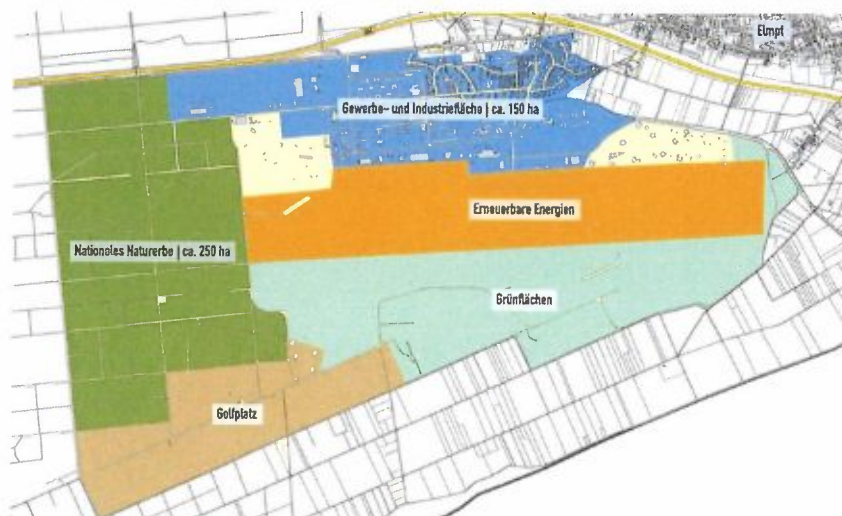 Elmpt
Gewerbe- und Industriefläche | ca. 150 ha
Erneuerbare Energien
Nationales Naturerbe | ca. 250 ha
Grünflächen
Golfplatz